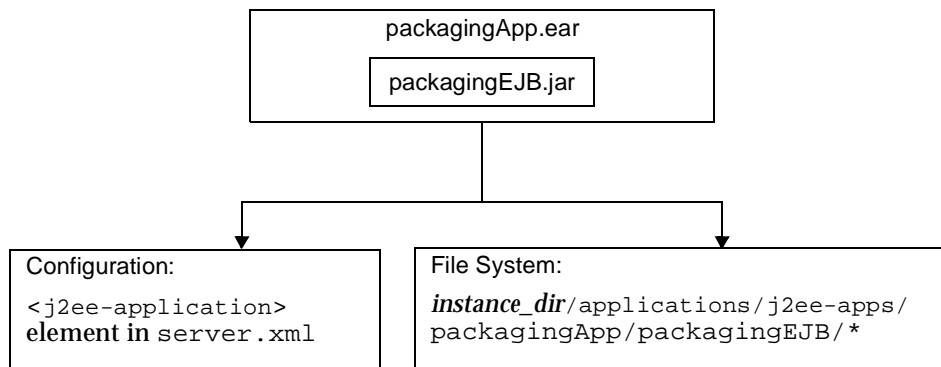 packagingApp.ear
packagingEJB.jar
Configuration:
<j2ee-application>
element in server.xml
File System:
instance_dir/applications/j2ee-apps/
packagingApp/packagingEJB/*